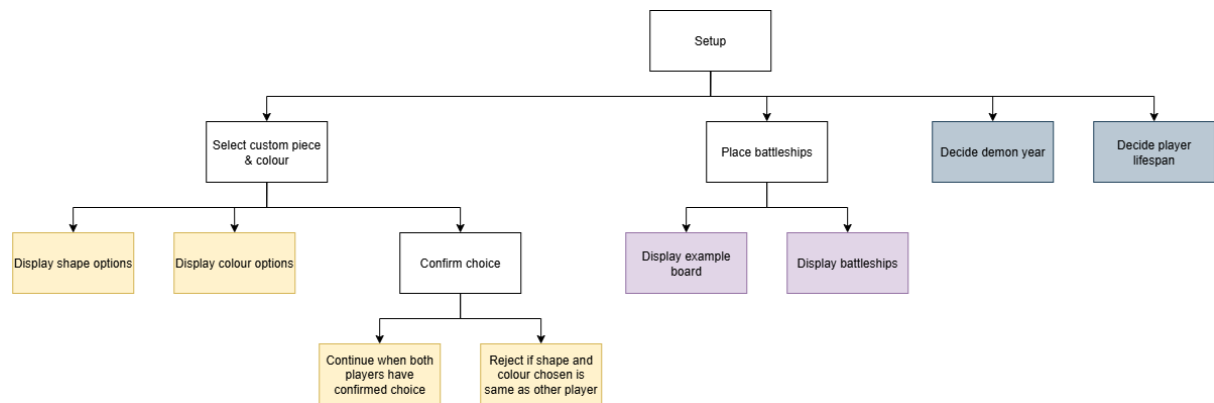 Setup
Select custom piece
& colour
Place battleships
Decide demon year
Decide player
lifespan
Display shape options
Display colour options
Confirm choice
Display example
board
Display battleships
Continue when both
players have
confirmed choice
Reject if shape and
colour chosen is
same as other player